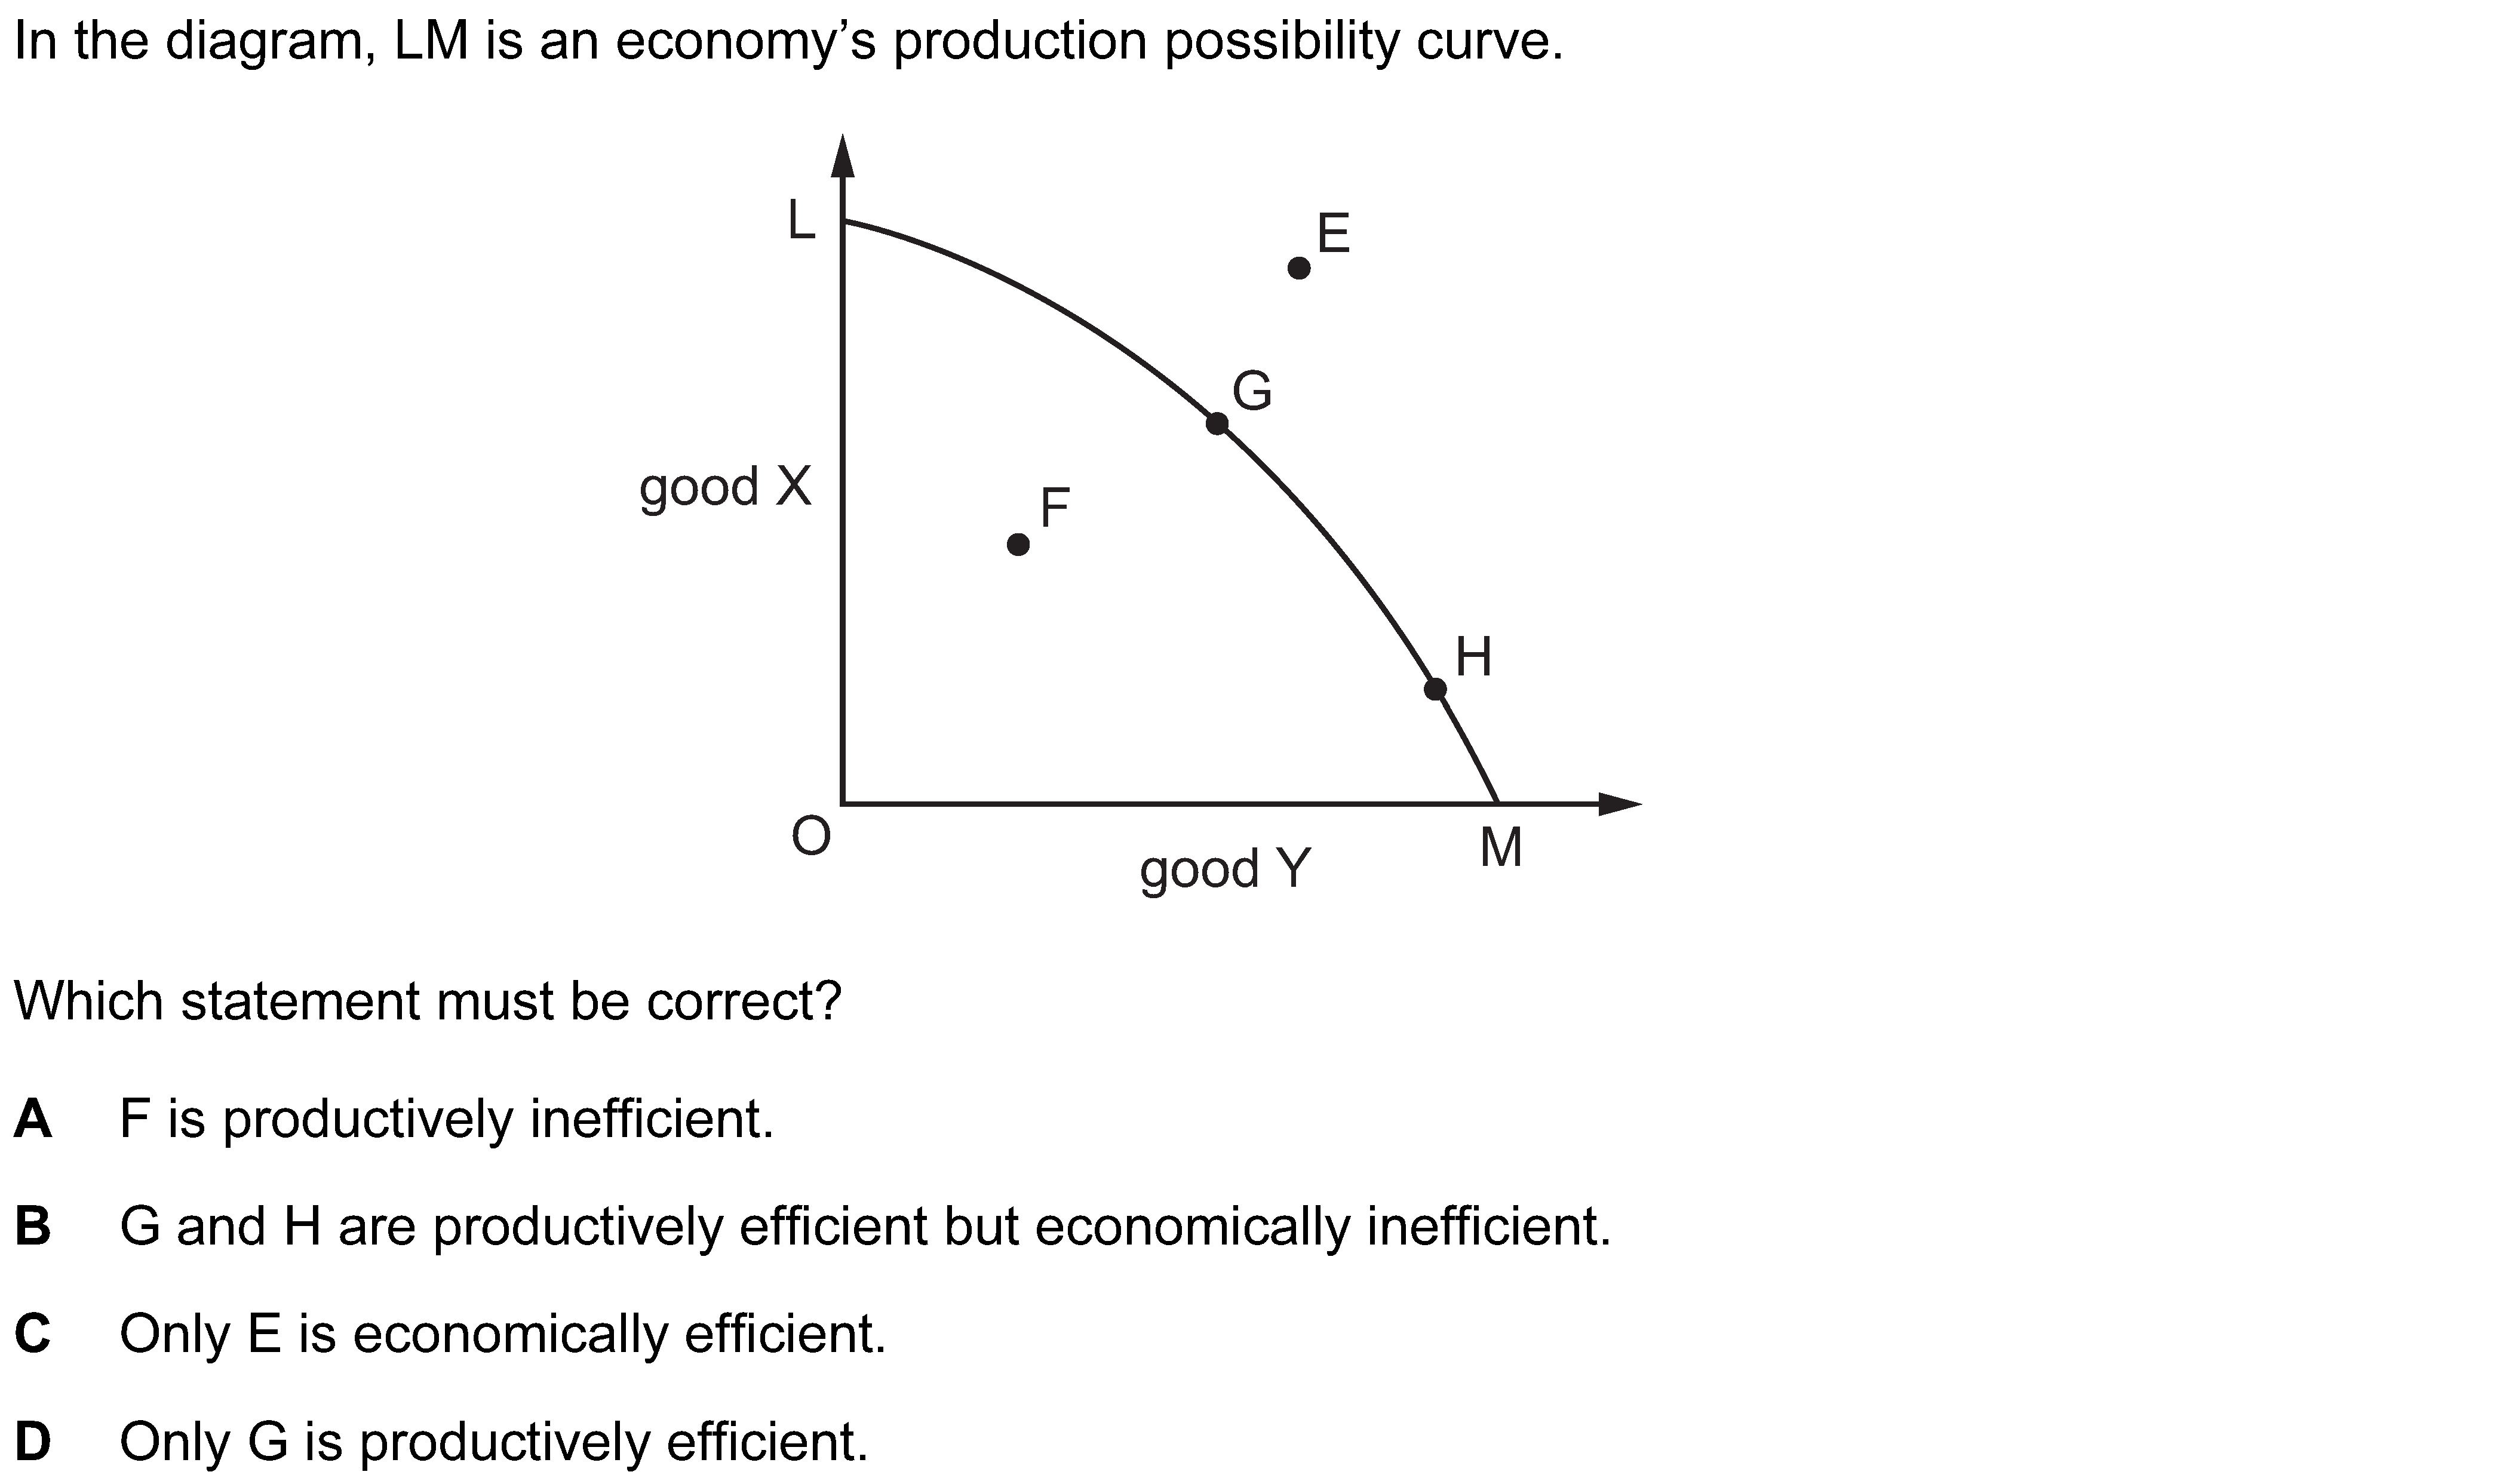 In the diagram, LM is an economy’s production possibility curve.
L
E
G
good X
F
H
O
M
good Y
Which statement must be correct?
A F is productively inefficient.
B G and H are productively efficient but economically inefficient.
C Only E is economically efficient.
D Only G is productively efficient.